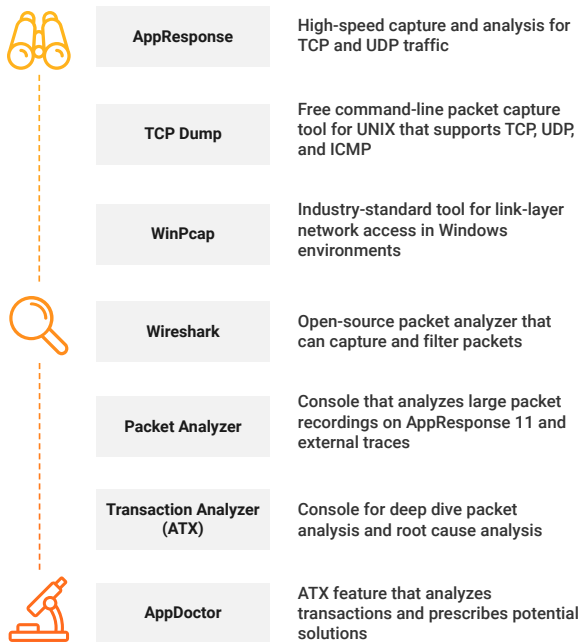 AppResponse
High-speed capture and analysis for
TCP and UDP traffic
TCP Dump
Free command-line packet capture
tool for UNIX that supports TCP, UDP,
and ICMP
WinPcap
Industry-standard tool for link-layer
network access in Windows
environments
Wireshark
Open-source packet analyzer that
can capture and filter packets
Packet Analyzer
Console that analyzes large packet
recordings on AppResponse 11 and
external traces
Transaction Analyzer
(ATX)
Console for deep dive packet
analysis and root cause analysis
AppDoctor
ATX feature that analyzes
transactions and prescribes potential
solutions